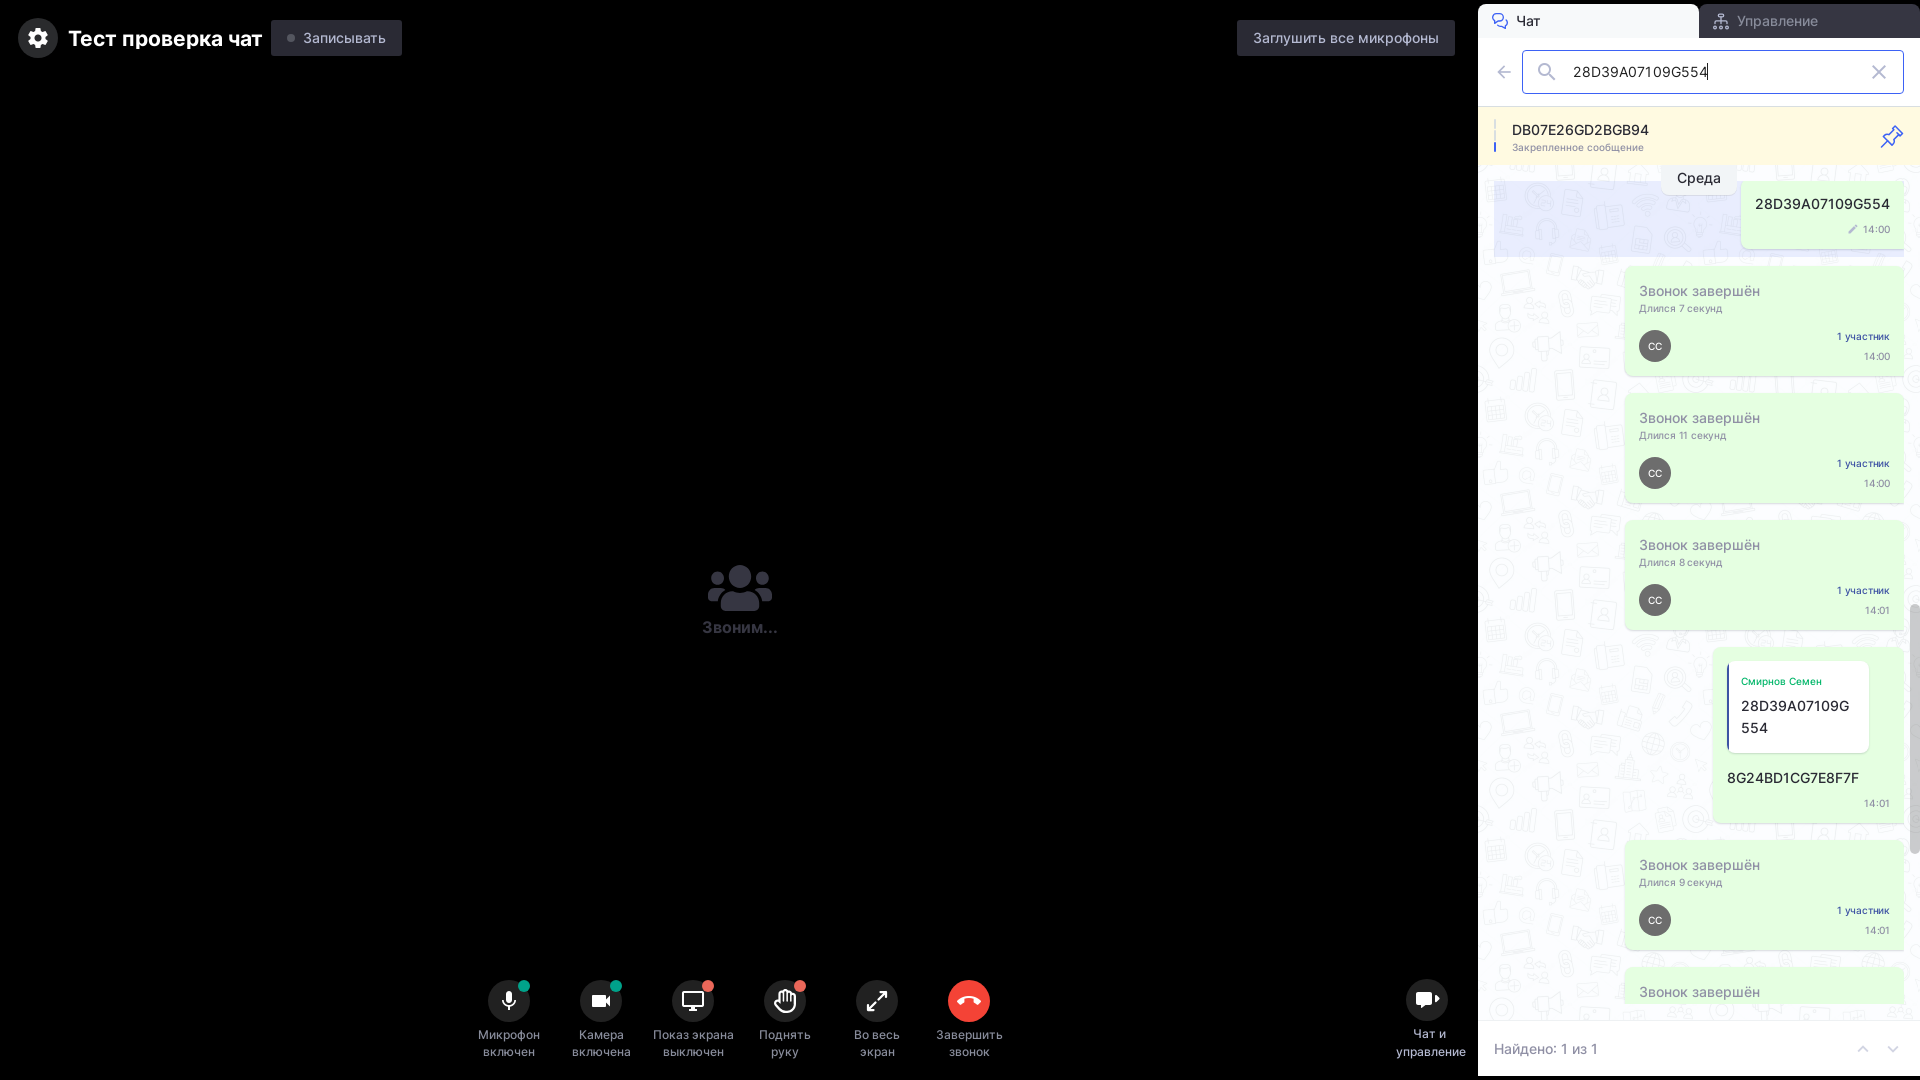 Тест проверка чат
Записывать
Заглушить все микрофоны
Чат
Управление
28D39A07109G554
DB07E26GD2BGB94
Закрепленное сообщение
Среда
28D39A07109G554
14:00
Звонок завершён
Длился 7 секунд
СС
1 участник
14:00
Звонок завершён
Длился 11 секунд
СС
1 участник
14:00
Звонок завершён
Длился 8 секунд
СС
1 участник
14:01
Смирнов Семен
28D39A07109G
554
8G24BD1CG7E8F7F
14:01
Звонок завершён
Длился 9 секунд
СС
1 участник
14:01
Звонок завершён
Найдено: 1 из 1
Звоним...
Микрофон
включен
Камера
включена
Показ экрана
выключен
Поднять
руку
Во весь
экран
Завершить
звонок
Чат и
управление